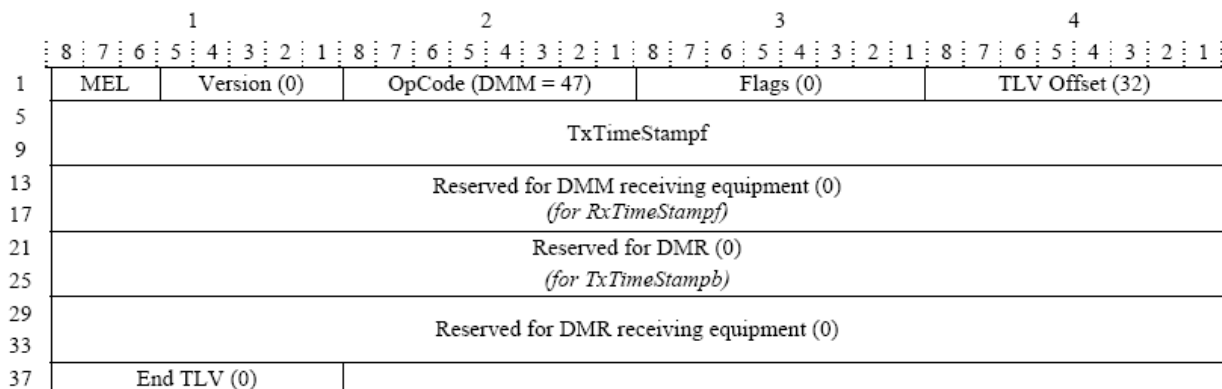 1 2 3 4
8 7 6 5 4 3 2 1 8 7 6 5 4 3 2 1 8 7 6 5 4 3 2 1 8 7 6 5 4 3 2 1
1 MEL Version (0) OpCode (DMM = 47) Flags (0) TLV Offset (32)
5
TxTimeStampf
9
13 Reserved for DMM receiving equipment (0)
17 (for RxTimeStampf)
21 Reserved for DMR (0)
25 (for TxTimeStampb)
29
Reserved for DMR receiving equipment (0)
33
37 End TLV (0)